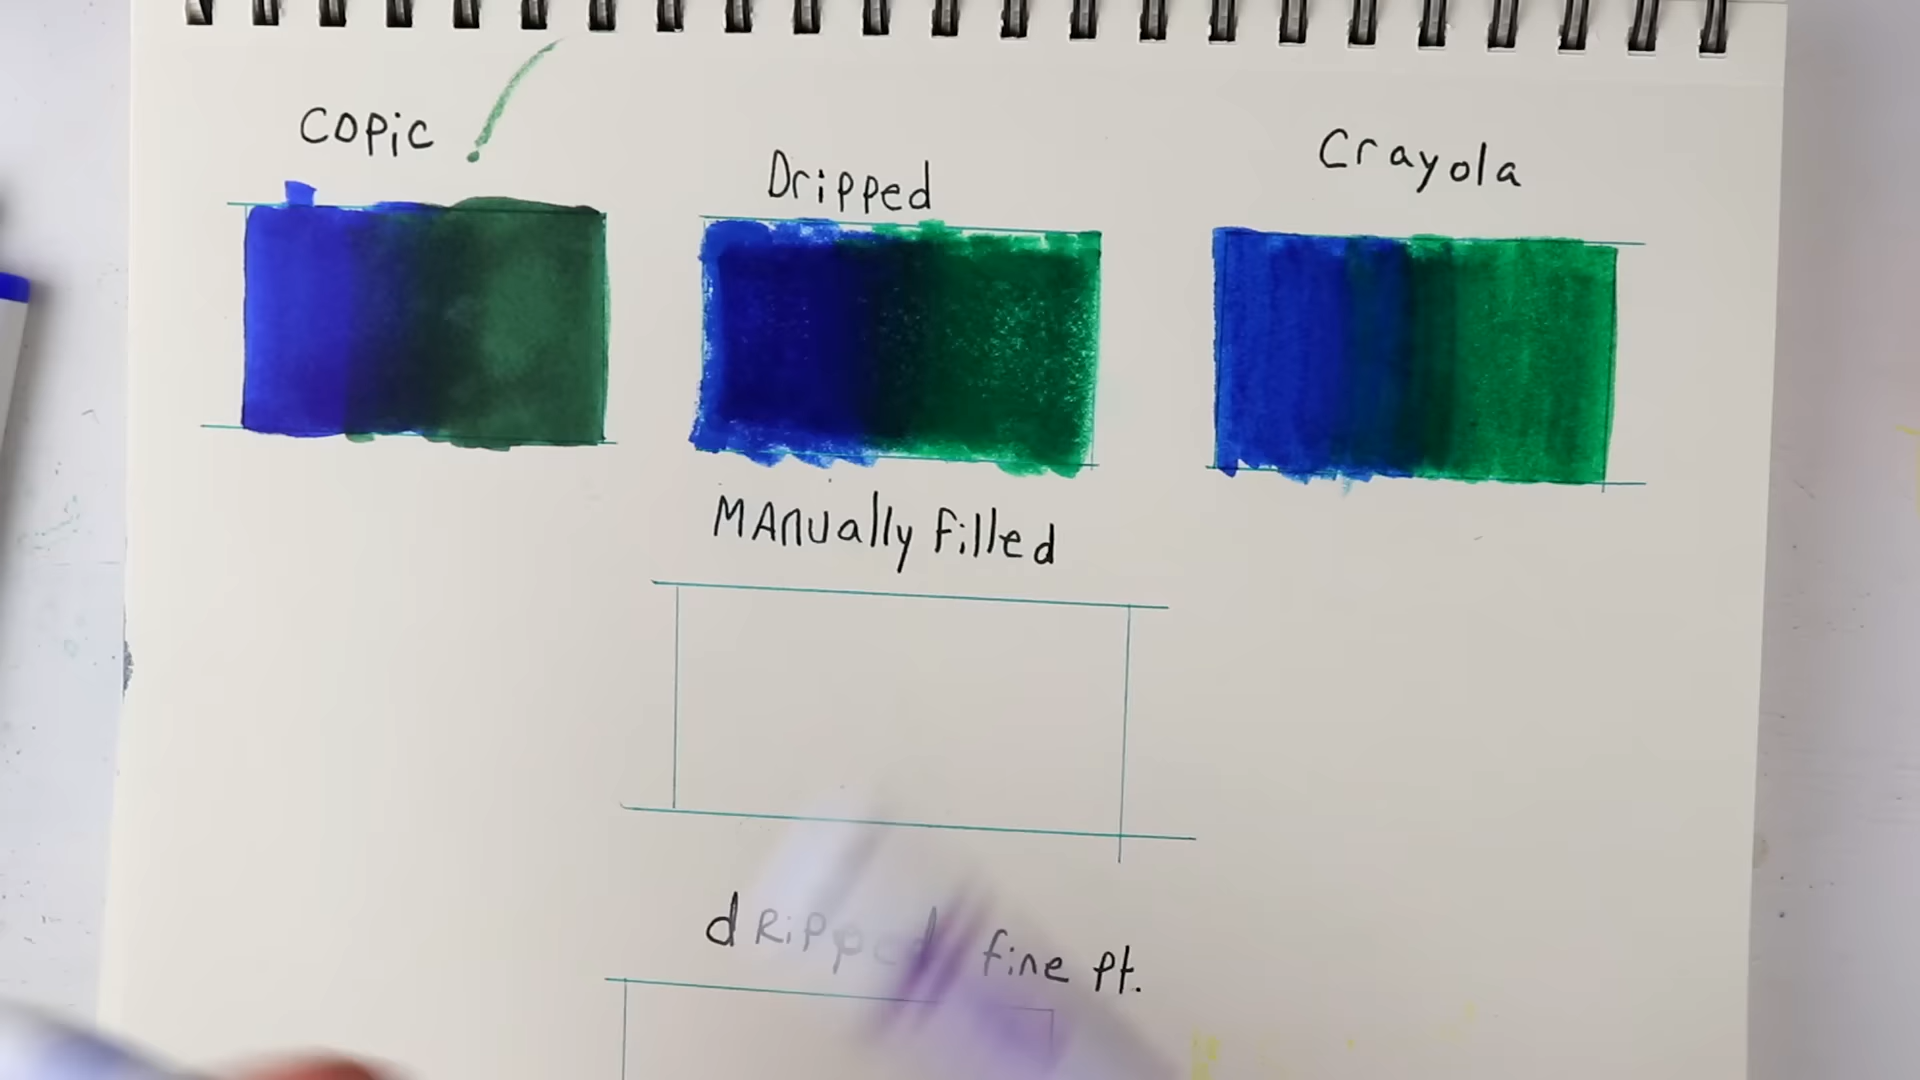 Copic
Dripped
Crayola
MAnually filled
dRipped fine pt.